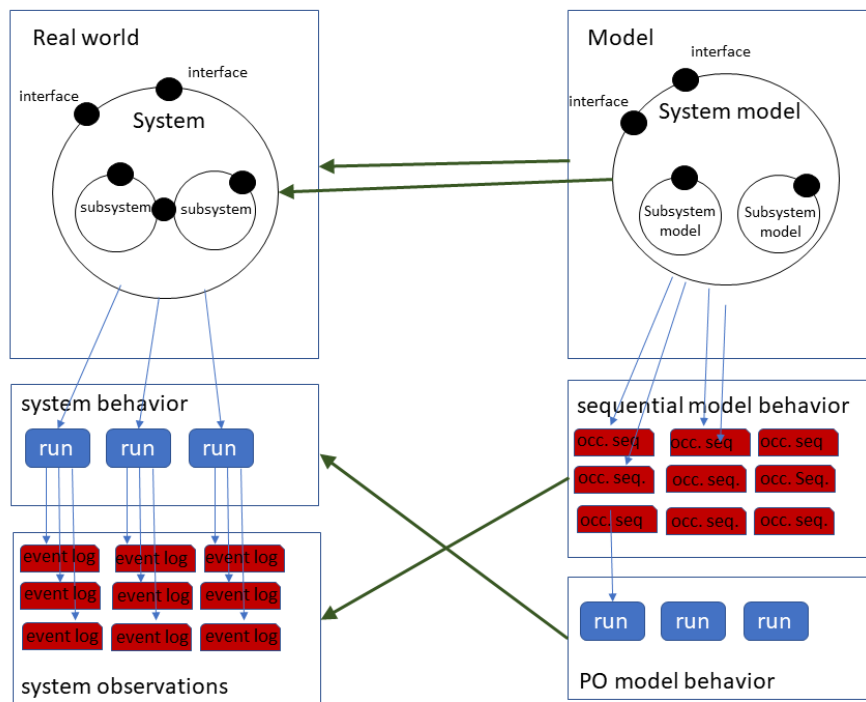 Real world
interface
interface
System
subsystem
subsystem
system behavior
run
run
run
event log
event log
event log
event log
event log
event log
event log
event log
event log
system observations
Model
interface
interface
System model
Subsystem
model
Subsystem
model
sequential model behavior
occ. seq
occ. seq
occ. seq
occ. seq.
occ. seq.
occ. Seq.
occ. seq
occ. seq.
occ. seq.
run
run
run
PO model behavior